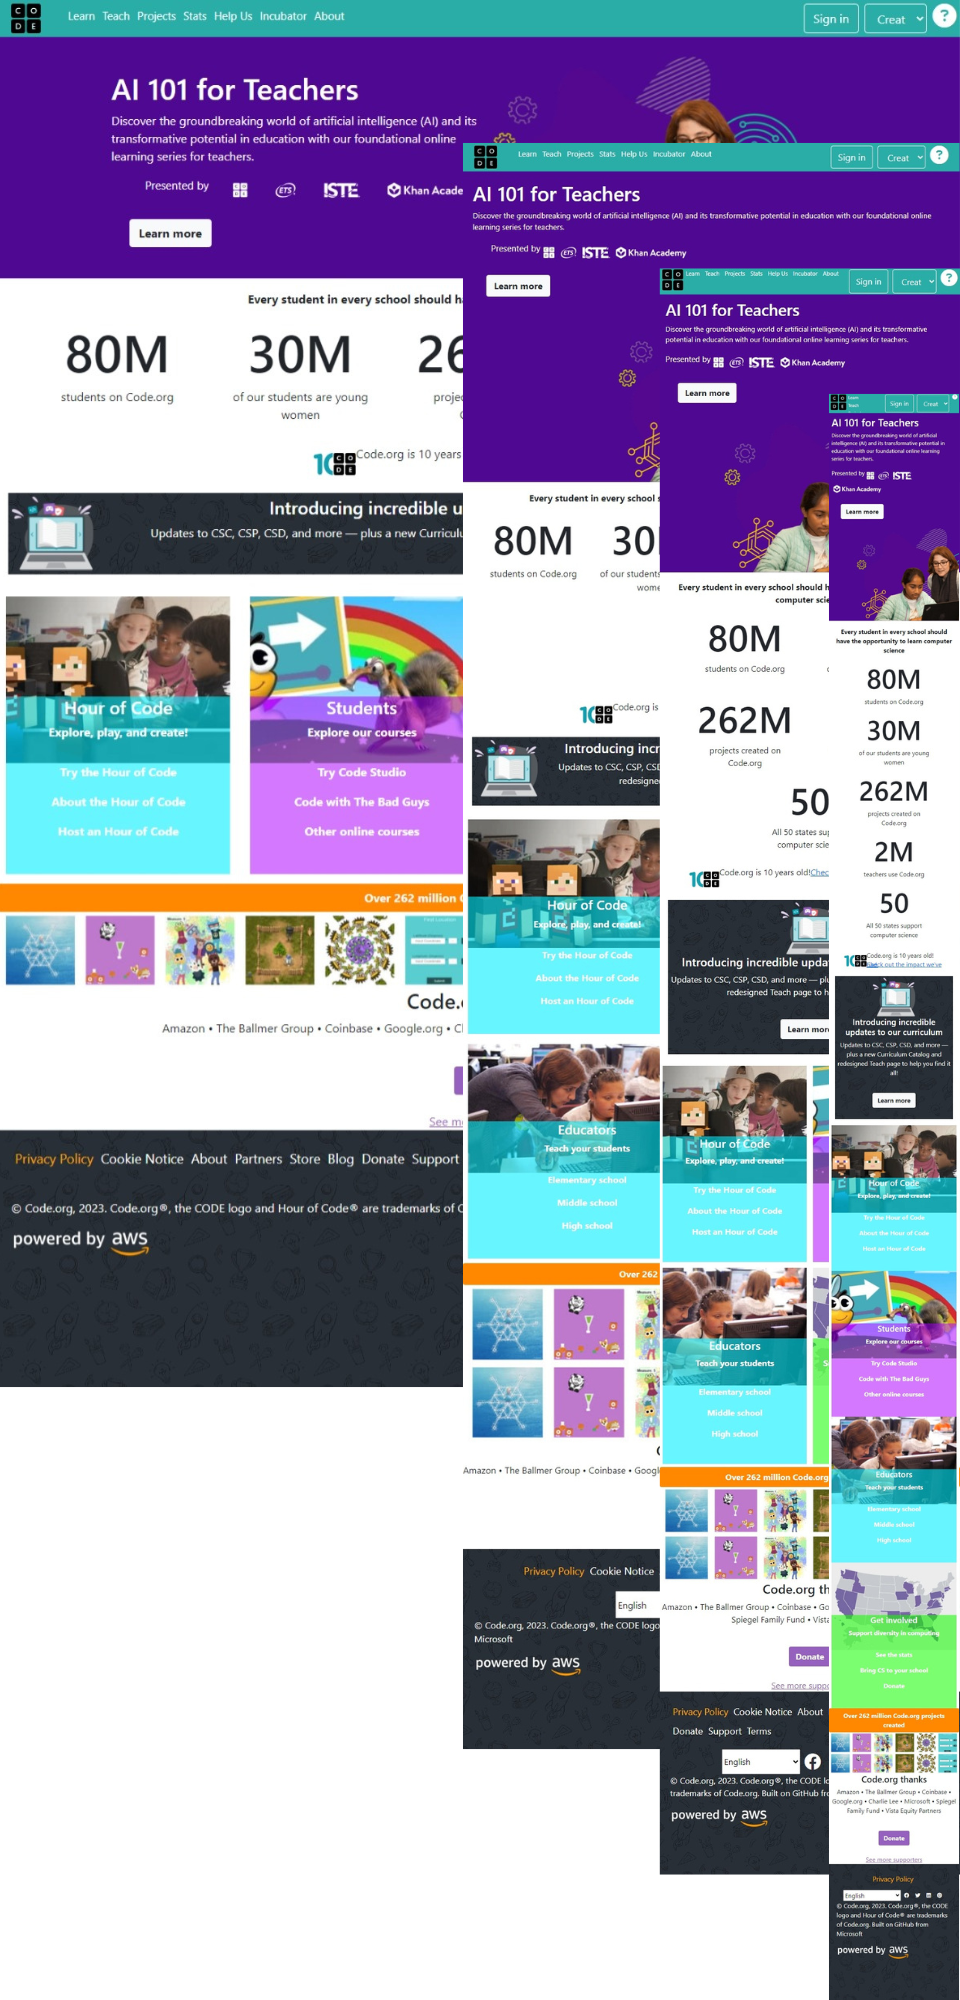 CODE
Learn Teach Projects Stats Help Us Incubator About
Sign in
Creat
?
AI 101 for Teachers
Discover the groundbreaking world of artificial intelligence (AI) and its
transformative potential in education with our foundational online
learning series for teachers.
Presented by
ETS
ISTE
Khan Acade
Learn more
Every student in every school should ha
80M
students on Code.org
30M
of our students are young
women
26
projec
10 CODE
Code.org is 10 years
Introducing incredible u
Updates to CSC, CSP, CSD, and more — plus a new Curricul
Hour of Code
Explore, play, and create!
Try the Hour of Code
About the Hour of Code
Host an Hour of Code
Students
Explore our courses
Try Code Studio
Code with The Bad Guys
Other online courses
Over 262 million
Code.o
Amazon • The Ballmer Group • Coinbase • Google.org •
See m
Privacy Policy Cookie Notice About Partners Store Blog Donate Support
© Code.org, 2023. Code.org®, the CODE logo and Hour of Code® are trademarks of
powered by aws
CODE
Learn Teach Projects Stats Help Us Incubator About
Sign in
Creat
?
AI 101 for Teachers
Discover the groundbreaking world of artificial intelligence (AI) and its transformative potential in education with our foundational online
learning series for teachers.
Presented by
ETS
ISTE
Khan Academy
Learn more
Every student in every school s
80M
students on Code.org
30
of our students
wome
10 CODE
Code.org is
Introducing incr
Updates to CSC, CSP, CSD
redesigne
Hour of Code
Explore, play, and create!
Try the Hour of Code
About the Hour of Code
Host an Hour of Code
Educators
Teach your students
Elementary school
Middle school
High school
Over 262
Amazon • The Ballmer Group • Coinbase • Googl
Privacy Policy Cookie Notice
English
© Code.org, 2023. Code.org®, the CODE logo
Microsoft
powered by aws
CODE
Learn Teach Projects Stats Help Us Incubator About
Sign in
Creat
?
AI 101 for Teachers
Discover the groundbreaking world of artificial intelligence (AI) and its transformative
potential in education with our foundational online learning series for teachers.
Presented by
ETS
ISTE
Khan Academy
Learn more
Every student in every school should h
computer scie
80M
students on Code.org
262M
projects created on
Code.org
50
All 50 states sup
computer scie
10 CODE
Code.org is 10 years old! Chec
Introducing incredible upda
Updates to CSC, CSP, CSD, and more — plu
redesigned Teach page to h
Learn more
Hour of Code
Explore, play, and create!
Try the Hour of Code
About the Hour of Code
Host an Hour of Code
Educators
Teach your students
Elementary school
Middle school
High school
Over 262 million Code.org
Code.org th
Amazon • The Ballmer Group • Coinbase • Go
Spiegel Family Fund • Vista
Donate
See more suppo
Privacy Policy Cookie Notice About
Donate Support Terms
English
© Code.org, 2023. Code.org®, the CODE lo
trademarks of Code.org. Built on GitHub fro
powered by aws
CODE
Learn
Teach
Sign in
Creat
?
AI 101 for Teachers
Discover the groundbreaking world of artificial
intelligence (AI) and its transformative potential in
education with our foundational online learning
series for teachers.
Presented by
ETS
ISTE
Khan Academy
Learn more
Every student in every school should
have the opportunity to learn computer
science
80M
students on Code.org
30M
of our students are young
women
262M
projects created on
Code.org
2M
teachers use Code.org
50
All 50 states support
computer science
10 CODE
Code.org is 10 years old!
Check out the impact we've
Introducing incredible
updates to our curriculum
Updates to CSC, CSP, CSD, and more —
plus a new Curriculum Catalog and
redesigned Teach page to help you find it
all!
Learn more
Hour of Code
Explore, play, and create!
Try the Hour of Code
About the Hour of Code
Host an Hour of Code
Students
Explore our courses
Try Code Studio
Code with The Bad Guys
Other online courses
Educators
Teach your students
Elementary school
Middle school
High school
Get involved
Support diversity in computing
See the stats
Bring CS to your school
Donate
Over 262 million Code.org projects
created
Code.org thanks
Amazon • The Ballmer Group • Coinbase •
Google.org • Charlie Lee • Microsoft • Spiegel
Family Fund • Vista Equity Partners
Donate
See more supporters
Privacy Policy
English
© Code.org, 2023. Code.org®, the CODE
logo and Hour of Code® are trademarks
of Code.org. Built on GitHub from
Microsoft
powered by aws